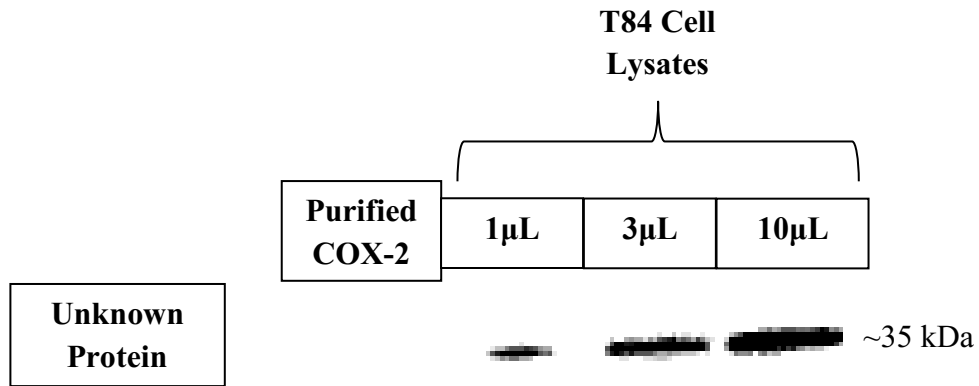 T84 Cell
Lysates
Purified
COX-2
1μL
3μL
10μL
Unknown
Protein
~35 kDa